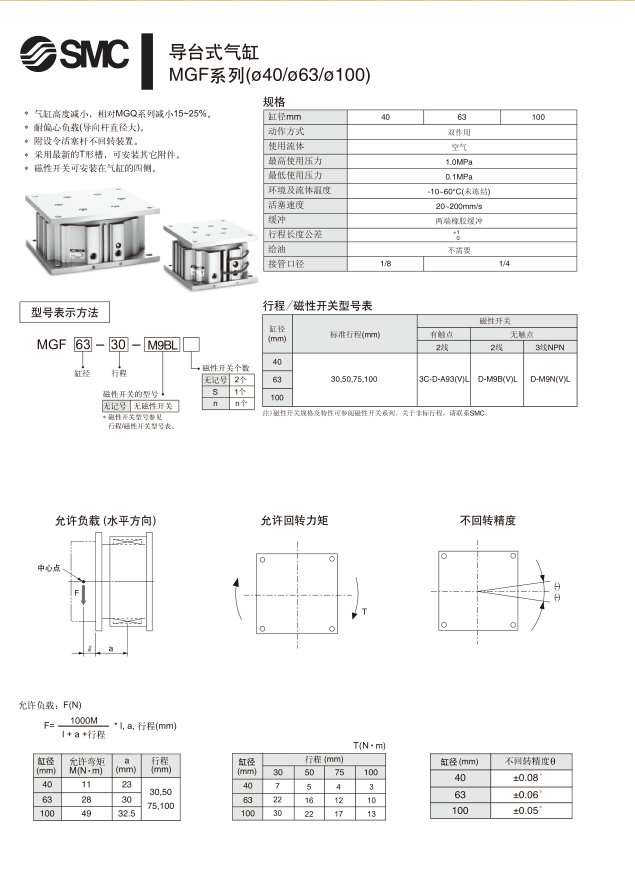 SMC
导台式气缸
MGF系列(ø40/ø63/ø100)
* 气缸高度减小，相对MGQ系列减小15~25%。
* 耐偏心负载(导向杆直径大)。
* 附设令活塞杆不回转装置。
* 采用最新的T形槽，可安装其它附件。
* 磁性开关可安装在气缸的四侧。
规格
缸径mm 40 63 100
动作方式 双作用
使用流体 空气
最高使用压力 1.0MPa
最低使用压力 0.1MPa
环境及流体温度 -10~60°C(未冻结)
活塞速度 20~200mm/s
缓冲 两端橡胶缓冲
行程长度公差 +1 0
给油 不需要
接管口径 1/8 1/4
型号表示方法
MGF 63 - 30 - M9BL
缸径 行程
磁性开关个数
无记号 2个
S 1个
n n个
磁性开关的型号
无记号 无磁性开关
* 磁性开关型号参见
行程/磁性开关型号表。
行程/磁性开关型号表
缸径(mm) 标准行程(mm) 磁性开关
有触点 无触点
2线 2线 3线NPN
40
63 30,50,75,100 3C-D-A93(V)L D-M9B(V)L D-M9N(V)L
100
注)磁性开关规格及特性可参阅磁性开关系列。关于非标行程，请联系SMC。
允许负载 (水平方向)
中心点
F
ℓ a
允许回转力矩
T
不回转精度
θ
θ
允许负载：F(N)
F= 1000M / l + a +行程 * l, a, 行程(mm)
缸径(mm) 允许弯矩M(N·m) a(mm) 行程(mm)
40 11 23 30,50
63 28 30 75,100
100 49 32.5
T(N·m)
缸径(mm) 行程 (mm)
30 50 75 100
40 7 5 4 3
63 22 16 12 10
100 30 22 17 13
缸径 (mm) 不回转精度θ
40 ±0.08°
63 ±0.06°
100 ±0.05°